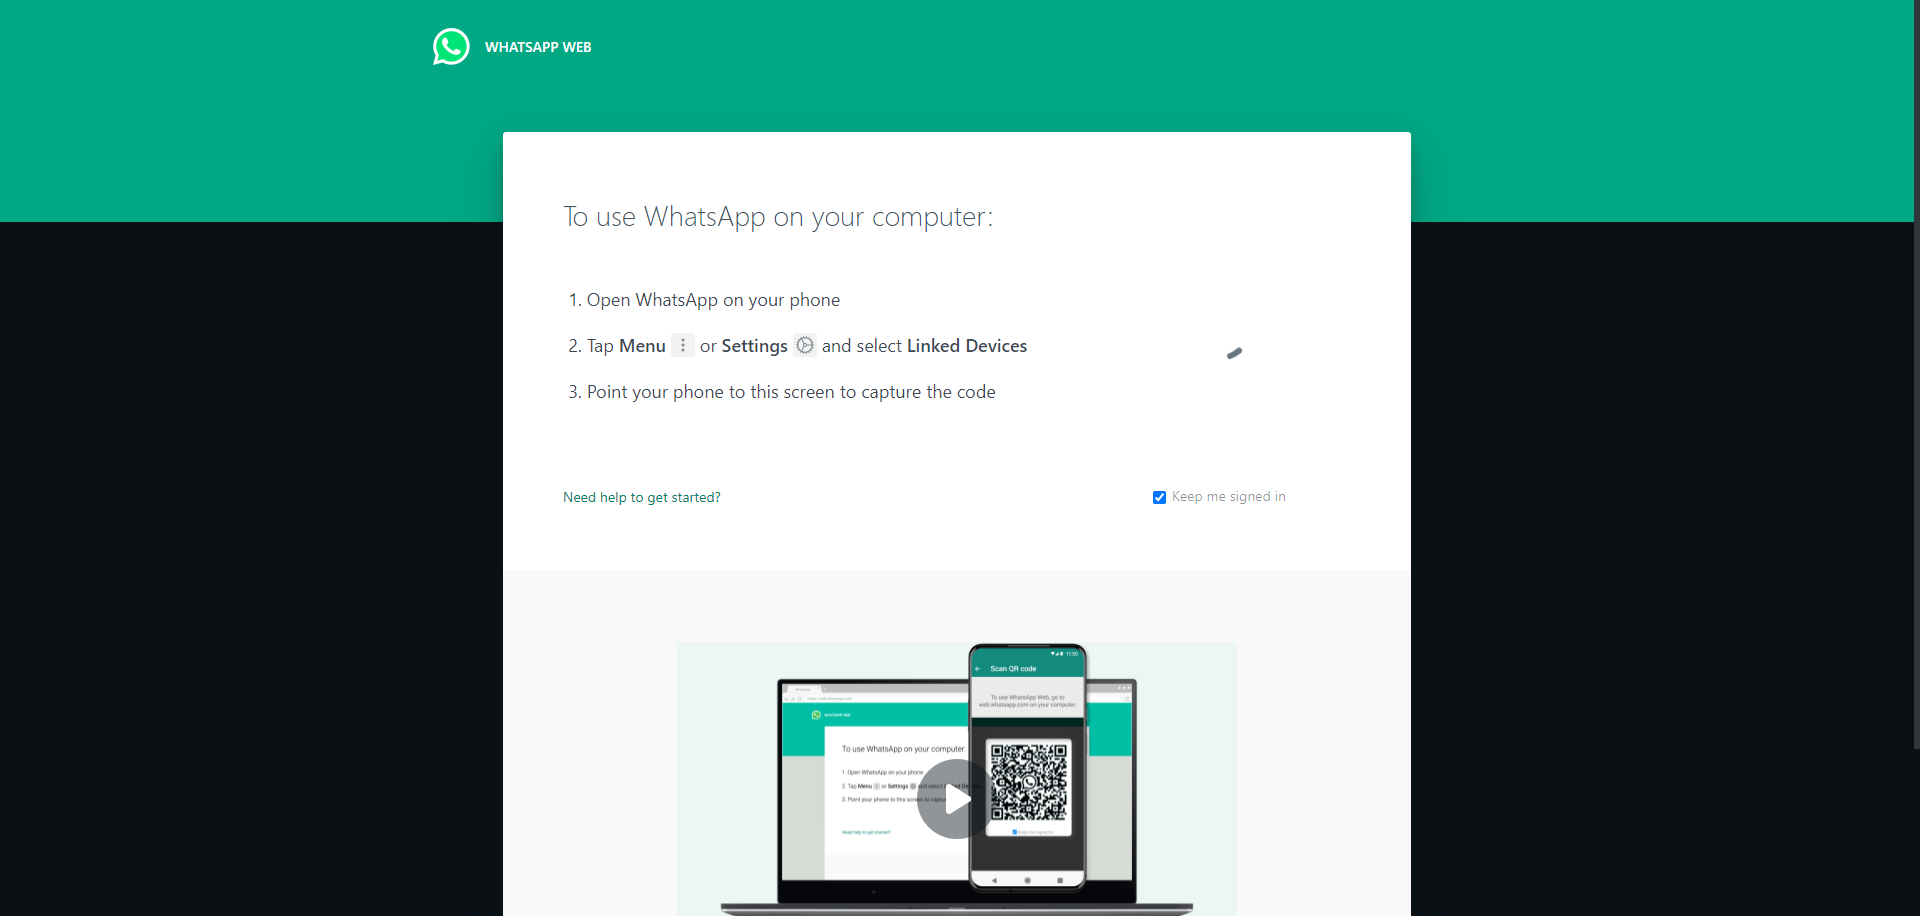 WHATSAPP WEB
To use WhatsApp on your computer:
1. Open WhatsApp on your phone
2. Tap Menu or Settings and select Linked Devices
3. Point your phone to this screen to capture the code
Need help to get started?
Keep me signed in
11:50
Scan QR code
To use WhatsApp Web, go to
web.whatsapp.com on your computer.
WHATSAPP WEB
To use WhatsApp on your computer:
1. Open WhatsApp on your phone
2. Tap Menu or Settings and select
3. Point your phone to this screen to
Need help to get started?
Keep me signed in